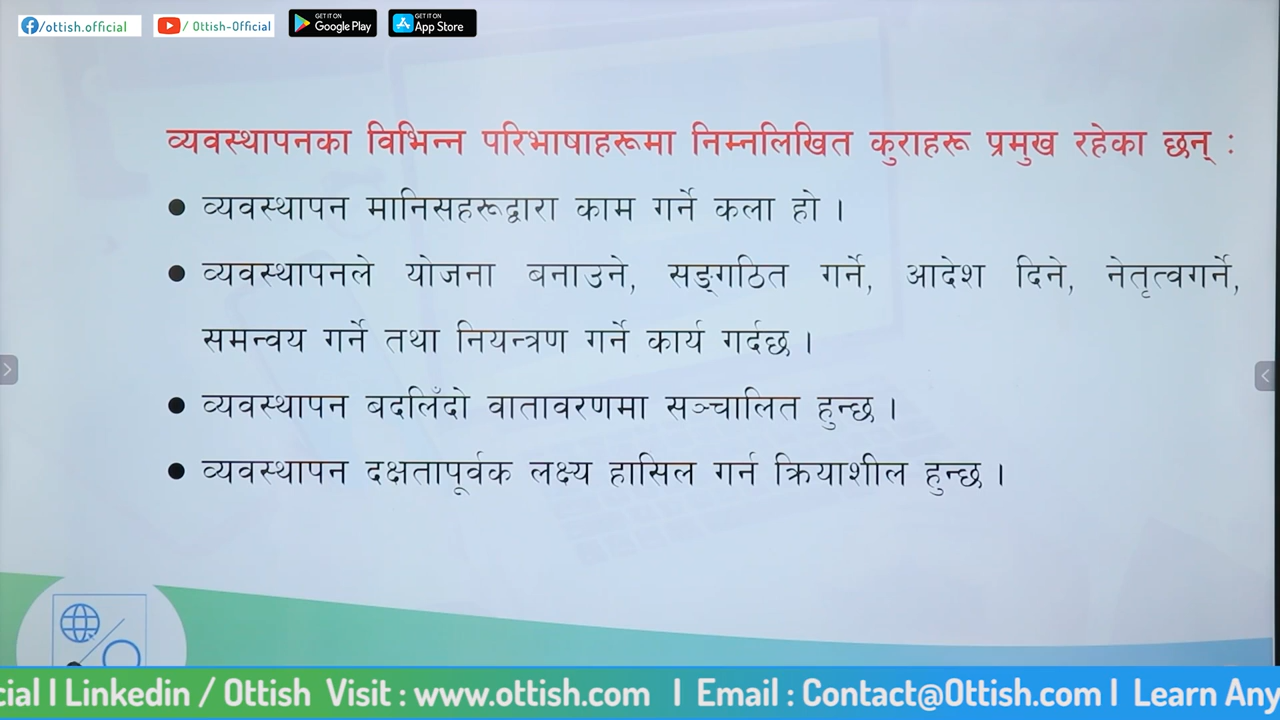 /ottish.official
/ Ottish-Official
GET IT ON
Google Play
GET IT ON
App Store
व्यवस्थापनका विभिन्न परिभाषाहरूमा निम्नलिखित कुराहरू प्रमुख रहेका छन् :
● व्यवस्थापन मानिसहरूद्वारा काम गर्ने कला हो ।
● व्यवस्थापनले योजना बनाउने, सङ्गठित गर्ने, आदेश दिने, नेतृत्वगर्ने,
समन्वय गर्ने तथा नियन्त्रण गर्ने कार्य गर्दछ ।
● व्यवस्थापन बदलिँदो वातावरणमा सञ्चालित हुन्छ ।
● व्यवस्थापन दक्षतापूर्वक लक्ष्य हासिल गर्न क्रियाशील हुन्छ ।
cial I Linkedin / Ottish Visit : www.ottish.com I Email : Contact@Ottish.com I Learn Any